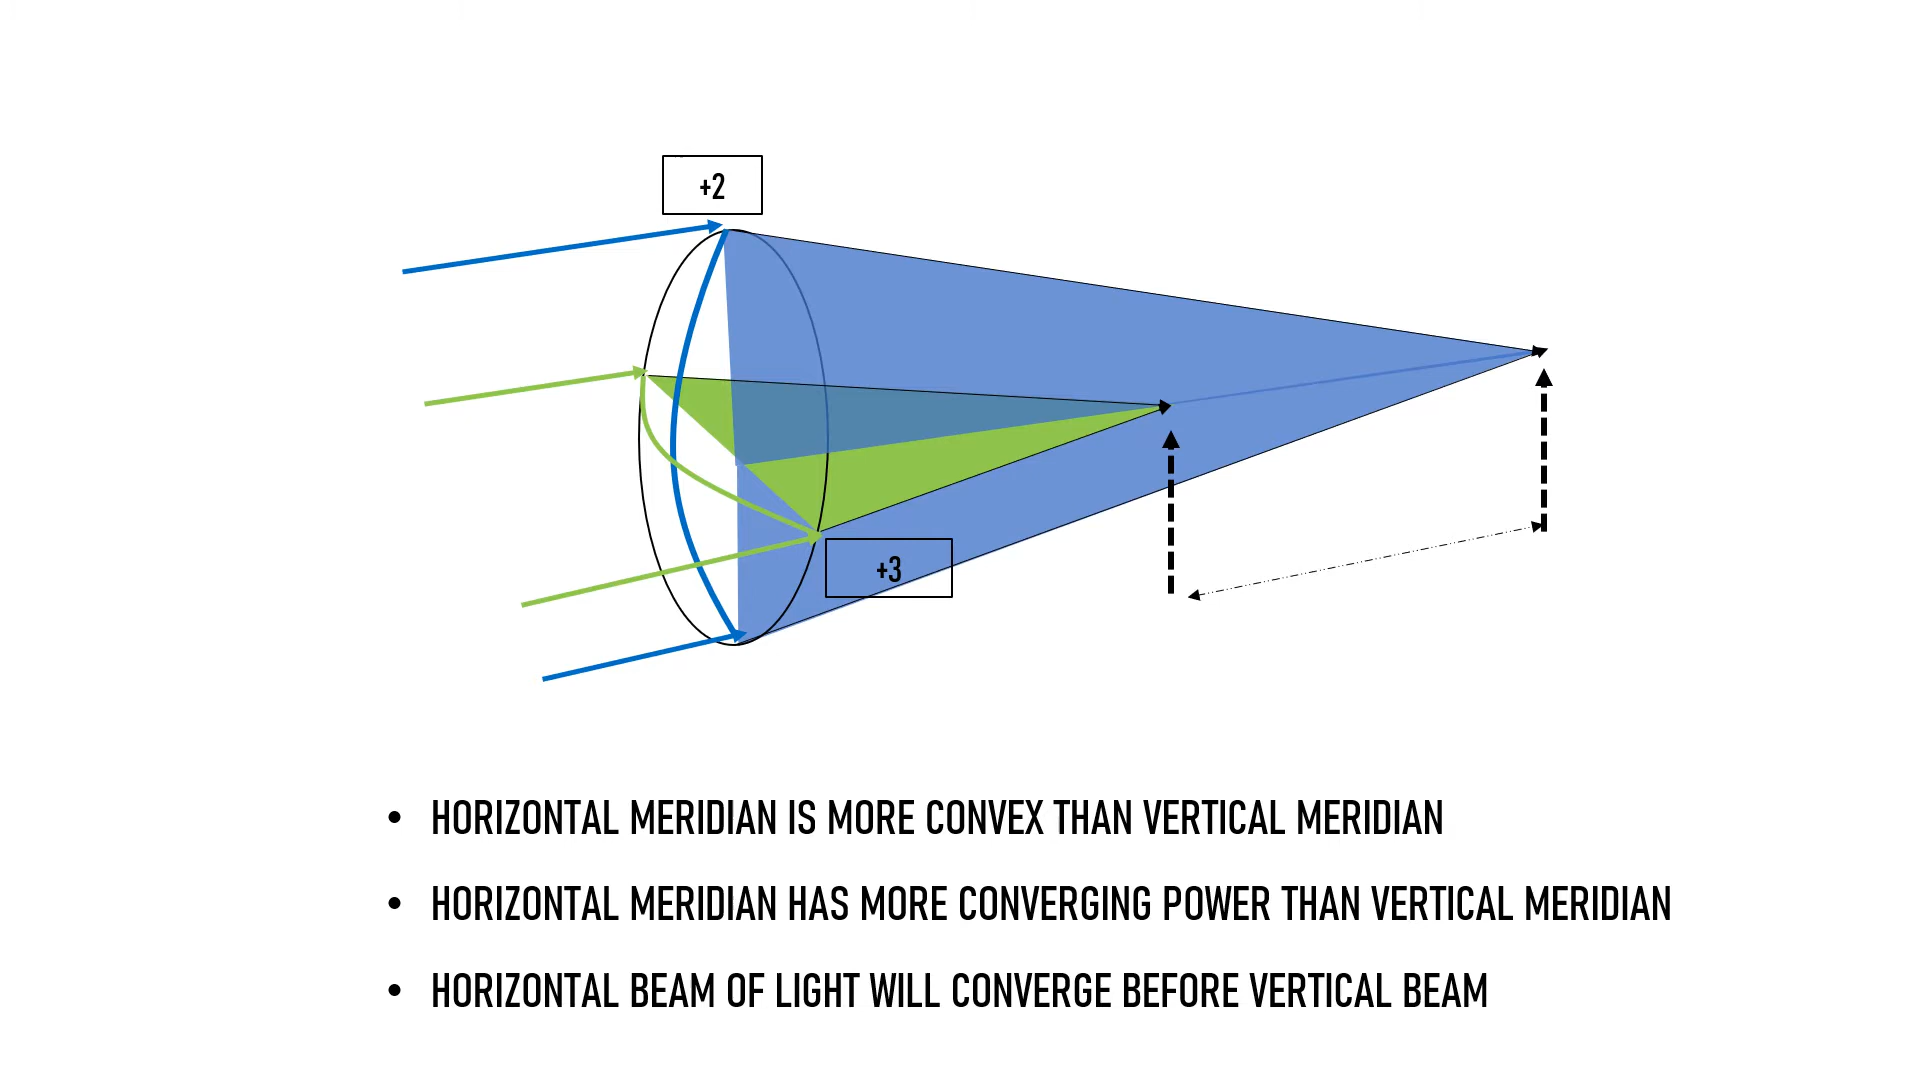 +2
+3
• HORIZONTAL MERIDIAN IS MORE CONVEX THAN VERTICAL MERIDIAN
• HORIZONTAL MERIDIAN HAS MORE CONVERGING POWER THAN VERTICAL MERIDIAN
• HORIZONTAL BEAM OF LIGHT WILL CONVERGE BEFORE VERTICAL BEAM